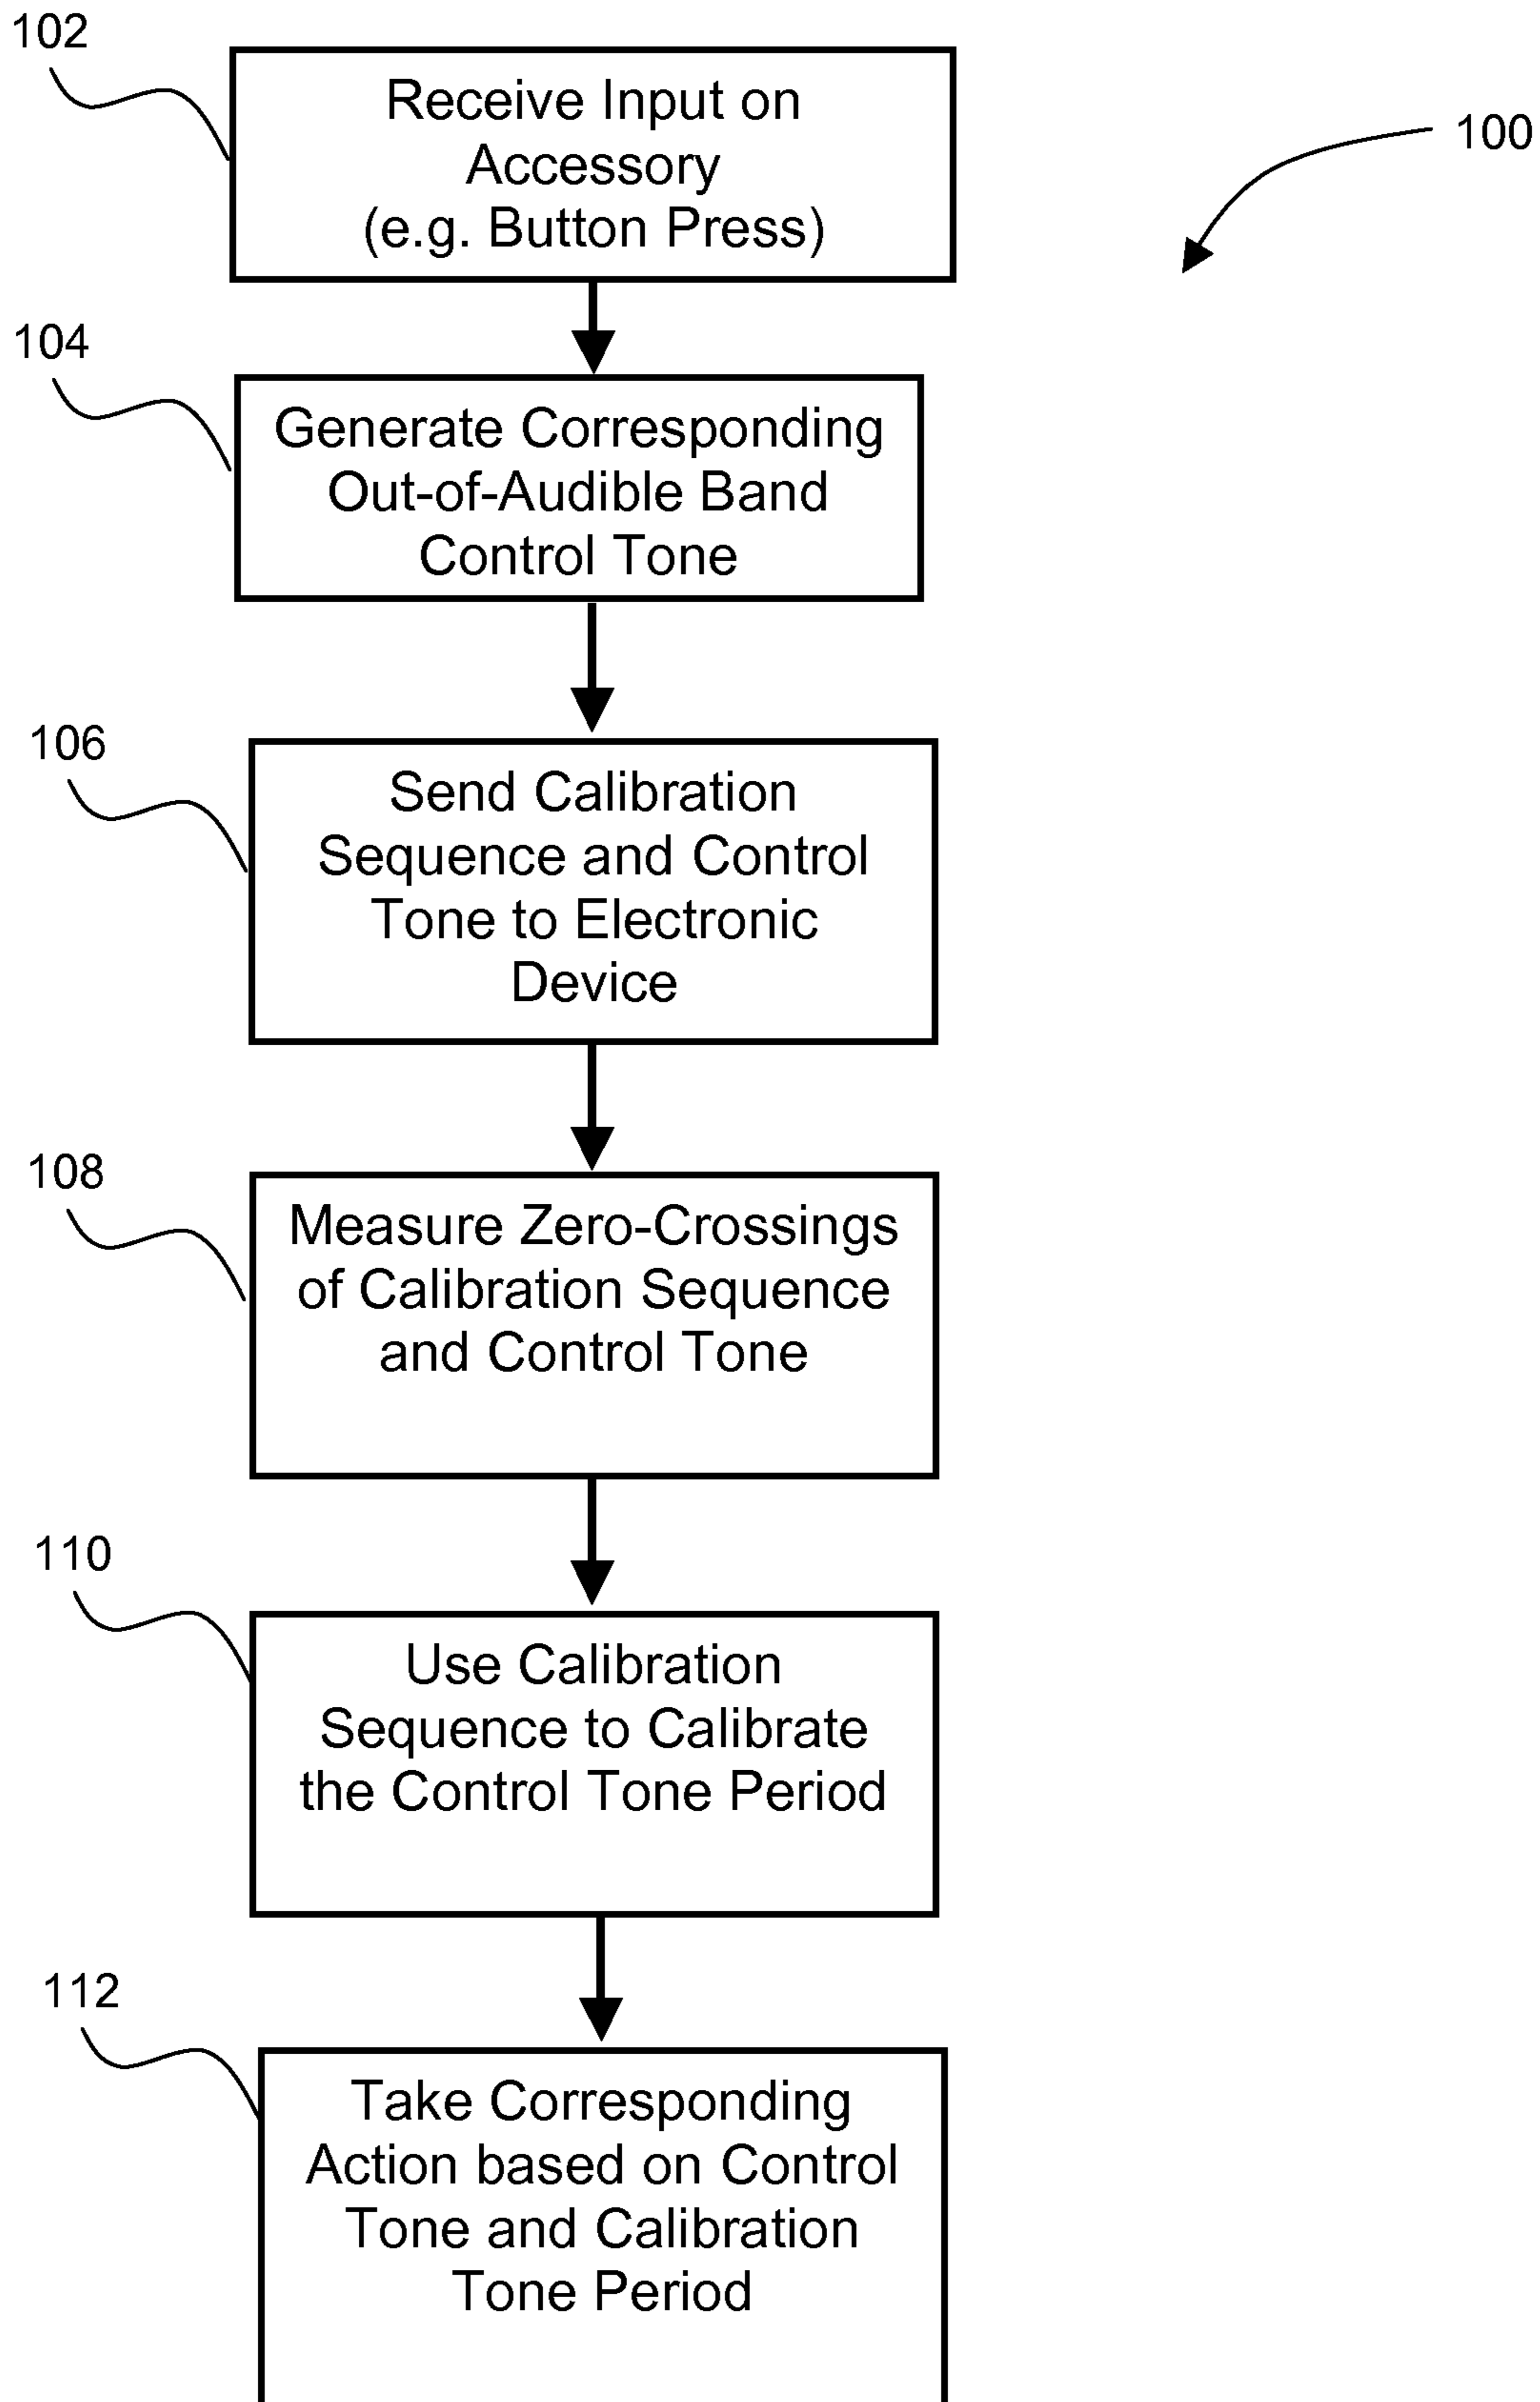 102
Receive Input on
Accessory
(e.g. Button Press)
100
104
Generate Corresponding
Out-of-Audible Band
Control Tone
106
Send Calibration
Sequence and Control
Tone to Electronic
Device
108
Measure Zero-Crossings
of Calibration Sequence
and Control Tone
110
Use Calibration
Sequence to Calibrate
the Control Tone Period
112
Take Corresponding
Action based on Control
Tone and Calibration
Tone Period